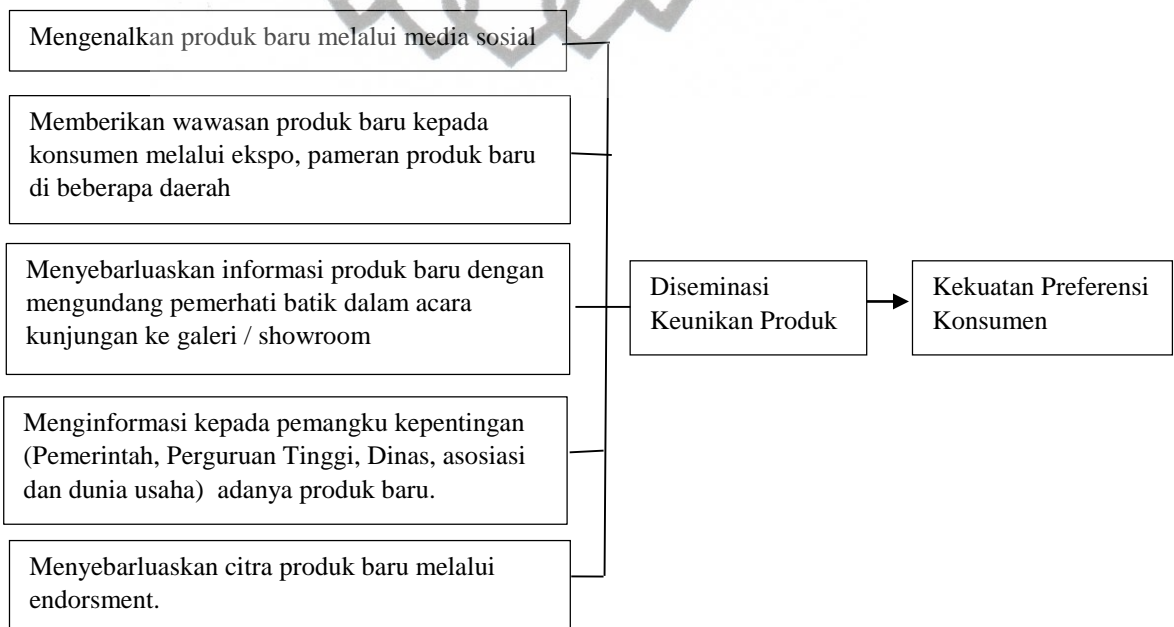 Mengenalkan produk baru melalui media sosial
Memberikan wawasan produk baru kepada
konsumen melalui ekspo, pameran produk baru
di beberapa daerah
Menyebarluaskan informasi produk baru dengan
mengundang pemerhati batik dalam acara
kunjungan ke galeri / showroom
Menginformasi kepada pemangku kepentingan
(Pemerintah, Perguruan Tinggi, Dinas, asosiasi
dan dunia usaha)  adanya produk baru.
Menyebarluaskan citra produk baru melalui
endorsment.
Diseminasi
Keunikan Produk
Kekuatan Preferensi
Konsumen